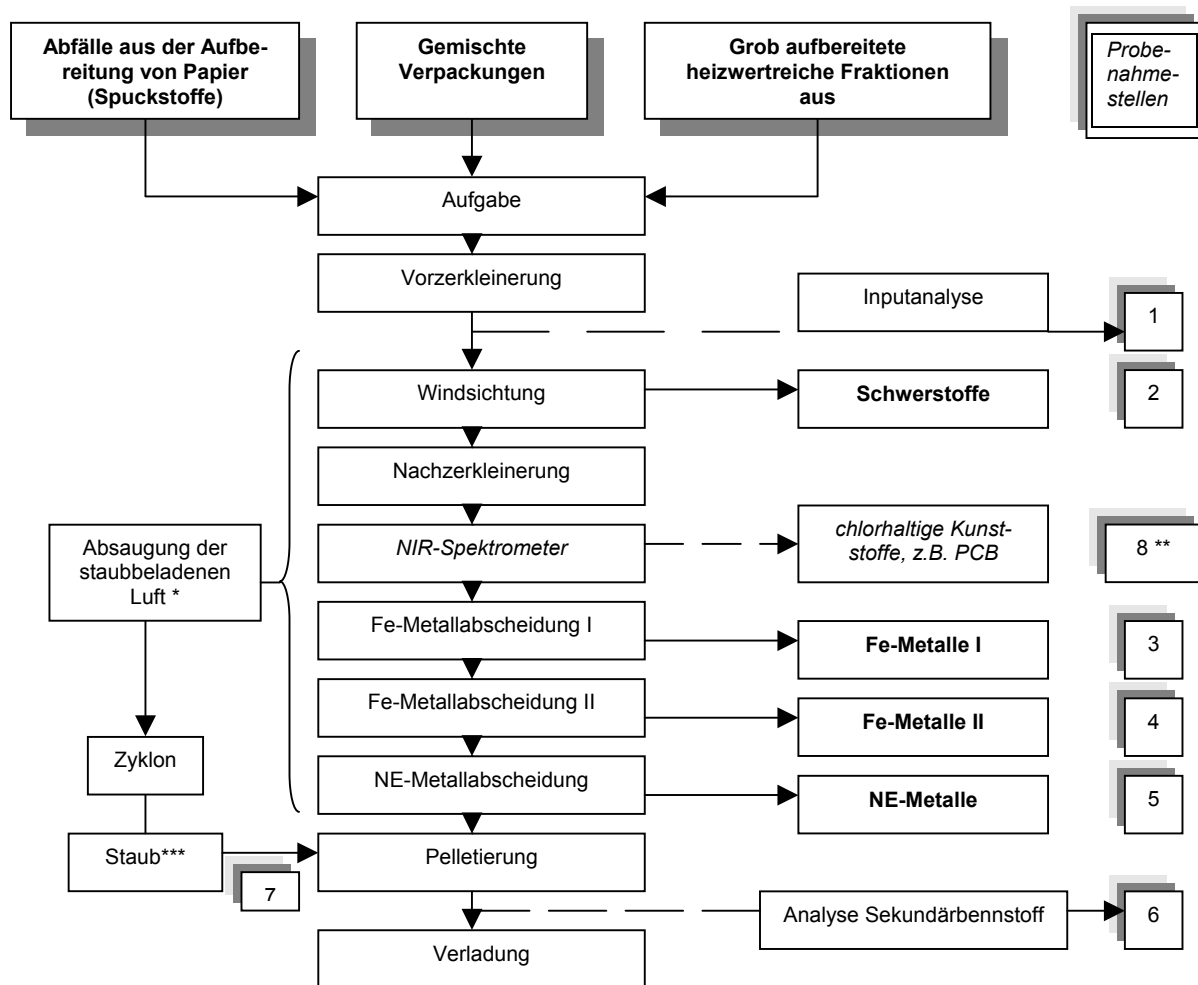 Abfälle aus der Aufbe-
reitung von Papier
(Spuckstoffe)
Gemischte
Verpackungen
Grob aufbereitete
heizwertreiche Fraktionen
aus
Probe-
nahme-
stellen
Aufgabe
Vorzerkleinerung
Inputanalyse
1
Windsichtung
Schwerstoffe
2
Nachzerkleinerung
Absaugung der
staubbeladenen
Luft *
NIR-Spektrometer
chlorhaltige Kunst-
stoffe, z.B. PCB
8 **
Fe-Metallabscheidung I
Fe-Metalle I
3
Fe-Metallabscheidung II
Fe-Metalle II
4
Zyklon
NE-Metallabscheidung
NE-Metalle
5
Staub***
7
Pelletierung
Analyse Sekundärbennstoff
6
Verladung